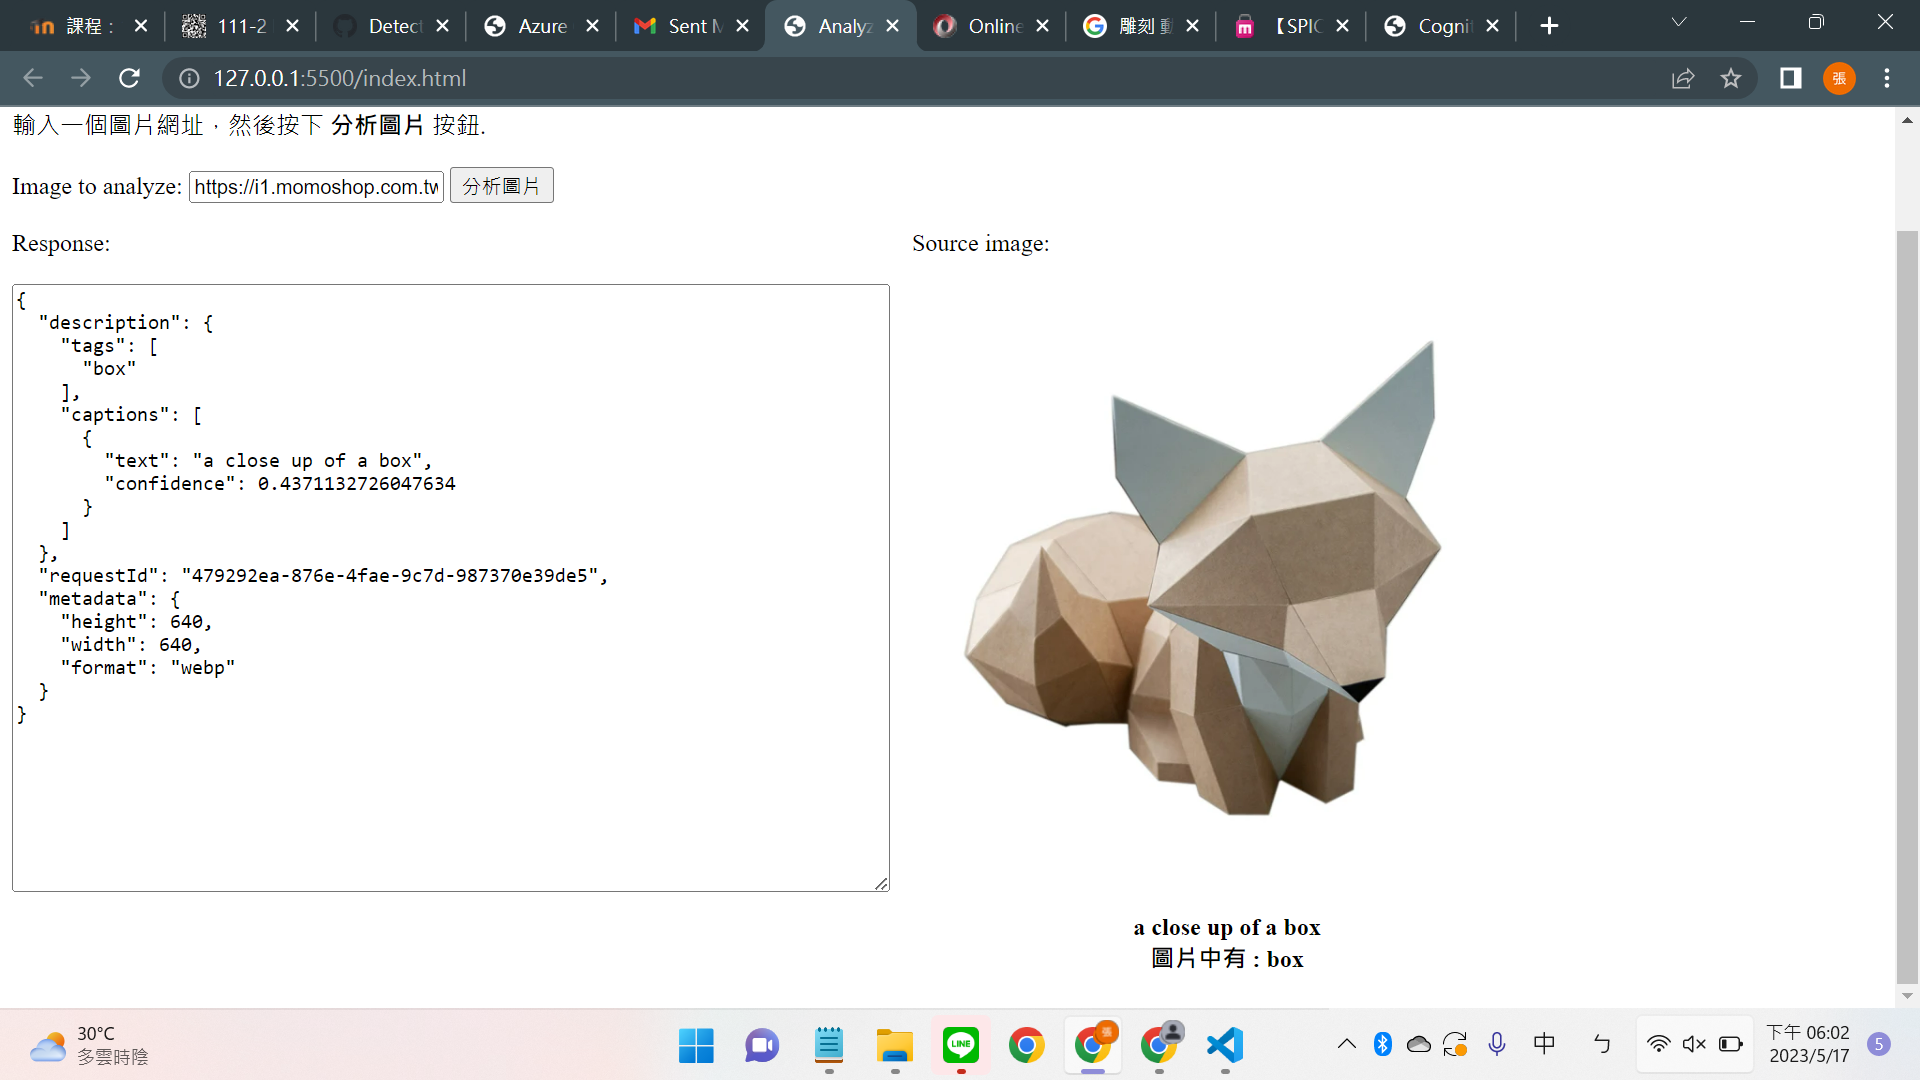 課程 :
111-2
Detect
Azure
Sent M
Analyz
Online
雕刻 動
【SPIC
Cognit
127.0.0.1:5500/index.html
張
輸入一個圖片網址，然後按下 分析圖片 按鈕.
Image to analyze: https://i1.momoshop.com.tw 分析圖片
Response:
Source image:
{
"description": {
"tags": [
"box"
],
"captions": [
{
"text": "a close up of a box",
"confidence": 0.4371132726047634
}
]
},
"requestId": "479292ea-876e-4fae-9c7d-987370e39de5",
"metadata": {
"height": 640,
"width": 640,
"format": "webp"
}
}
a close up of a box
圖片中有 : box
30°C
多雲時陰
LINE
張
中
ㄅ
下午 06:02
2023/5/17
5